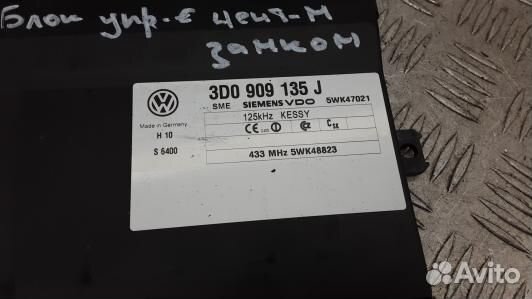 Блок упр-е цент-м
замком
3D0 909 135 J
SME SIEMENS VDO 5WK47021
Made in Germany
125kHz KESSY
H 10
S 6400
433 MHz 5WK48823
Avito